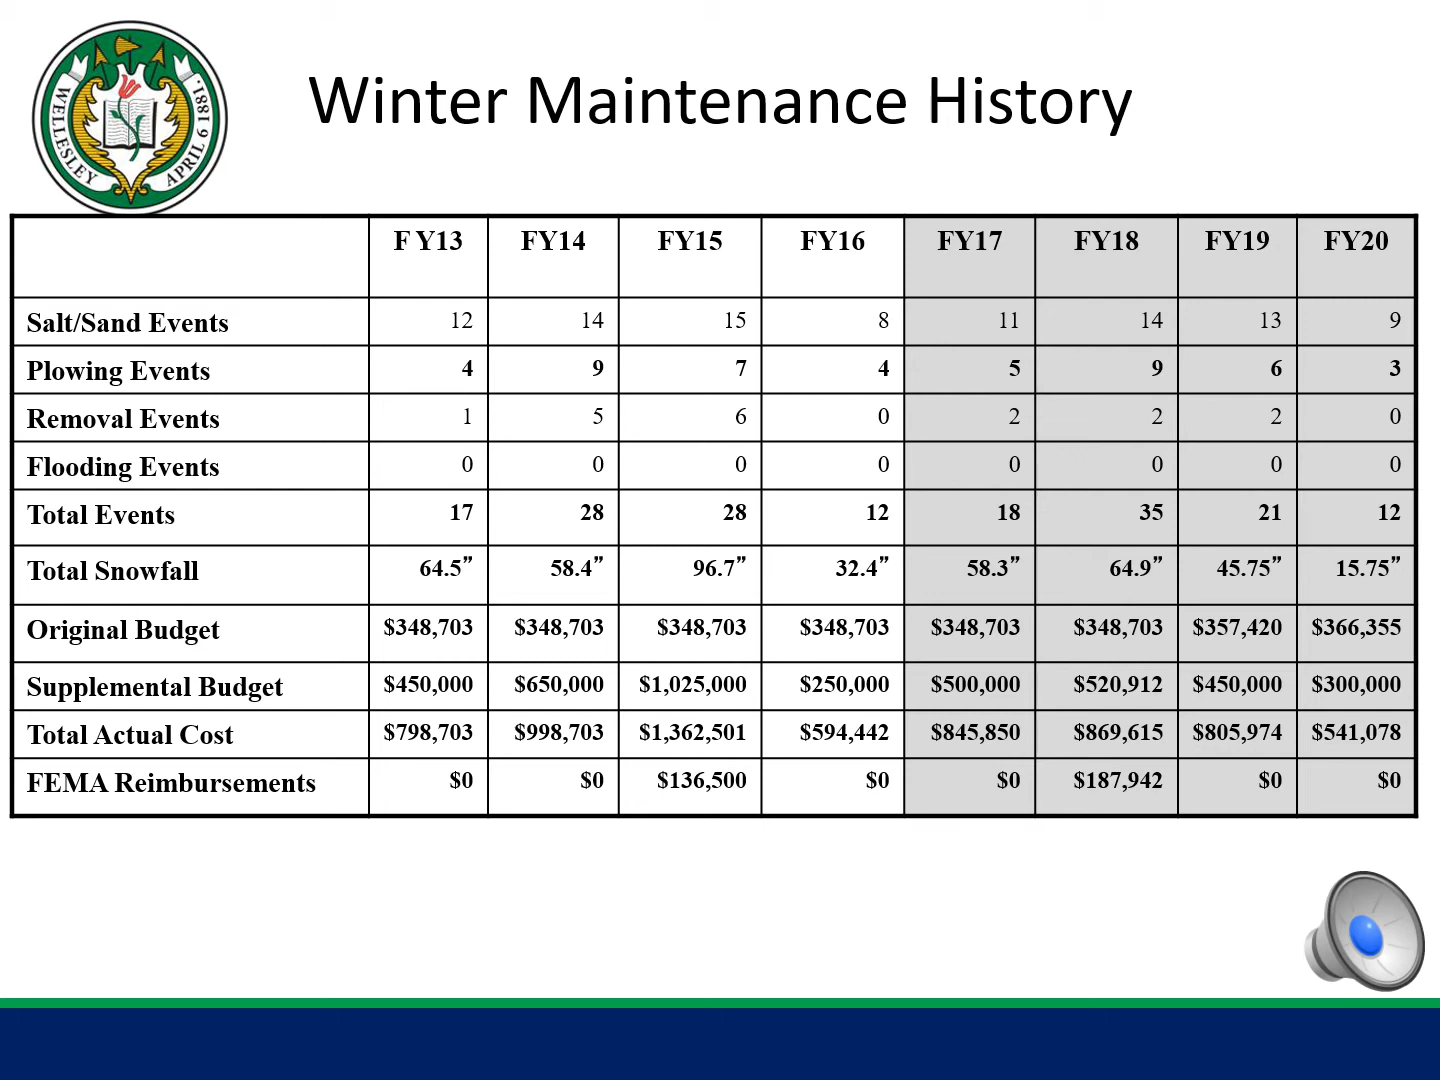 WELLESLEY APRIL 6 1881.
Winter Maintenance History
F Y13 FY14 FY15 FY16 FY17 FY18 FY19 FY20
Salt/Sand Events 12 14 15 8 11 14 13 9
Plowing Events 4 9 7 4 5 9 6 3
Removal Events 1 5 6 0 2 2 2 0
Flooding Events 0 0 0 0 0 0 0 0
Total Events 17 28 28 12 18 35 21 12
Total Snowfall 64.5” 58.4” 96.7” 32.4” 58.3” 64.9” 45.75” 15.75”
Original Budget $348,703 $348,703 $348,703 $348,703 $348,703 $348,703 $357,420 $366,355
Supplemental Budget $450,000 $650,000 $1,025,000 $250,000 $500,000 $520,912 $450,000 $300,000
Total Actual Cost $798,703 $998,703 $1,362,501 $594,442 $845,850 $869,615 $805,974 $541,078
FEMA Reimbursements $0 $0 $136,500 $0 $0 $187,942 $0 $0